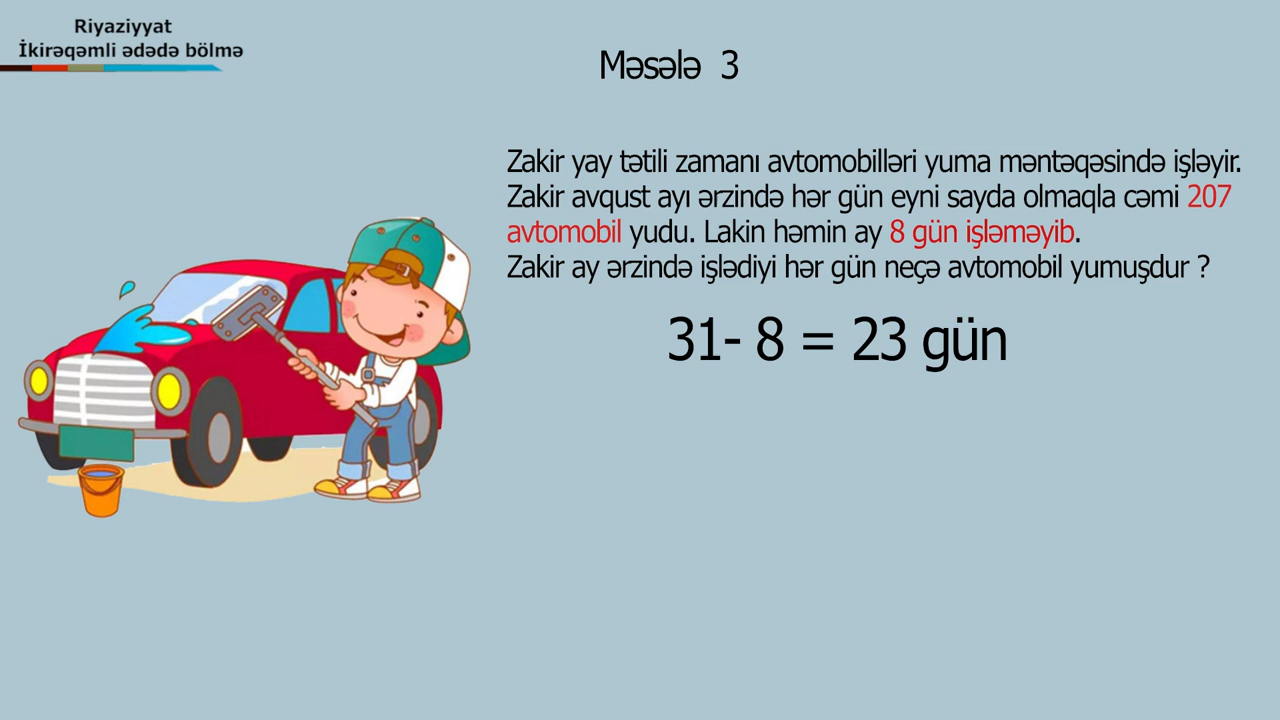 Riyaziyyat
İkirəqəmli ədədə bölmə
Məsələ 3
Zakir yay tətili zamanı avtomobilləri yuma məntəqəsində işləyir.
Zakir avqust ayı ərzində hər gün eyni sayda olmaqla cəmi 207
avtomobil yudu. Lakin həmin ay 8 gün işləməyib.
Zakir ay ərzində işlədiyi hər gün neçə avtomobil yumuşdur ?
31- 8 = 23 gün